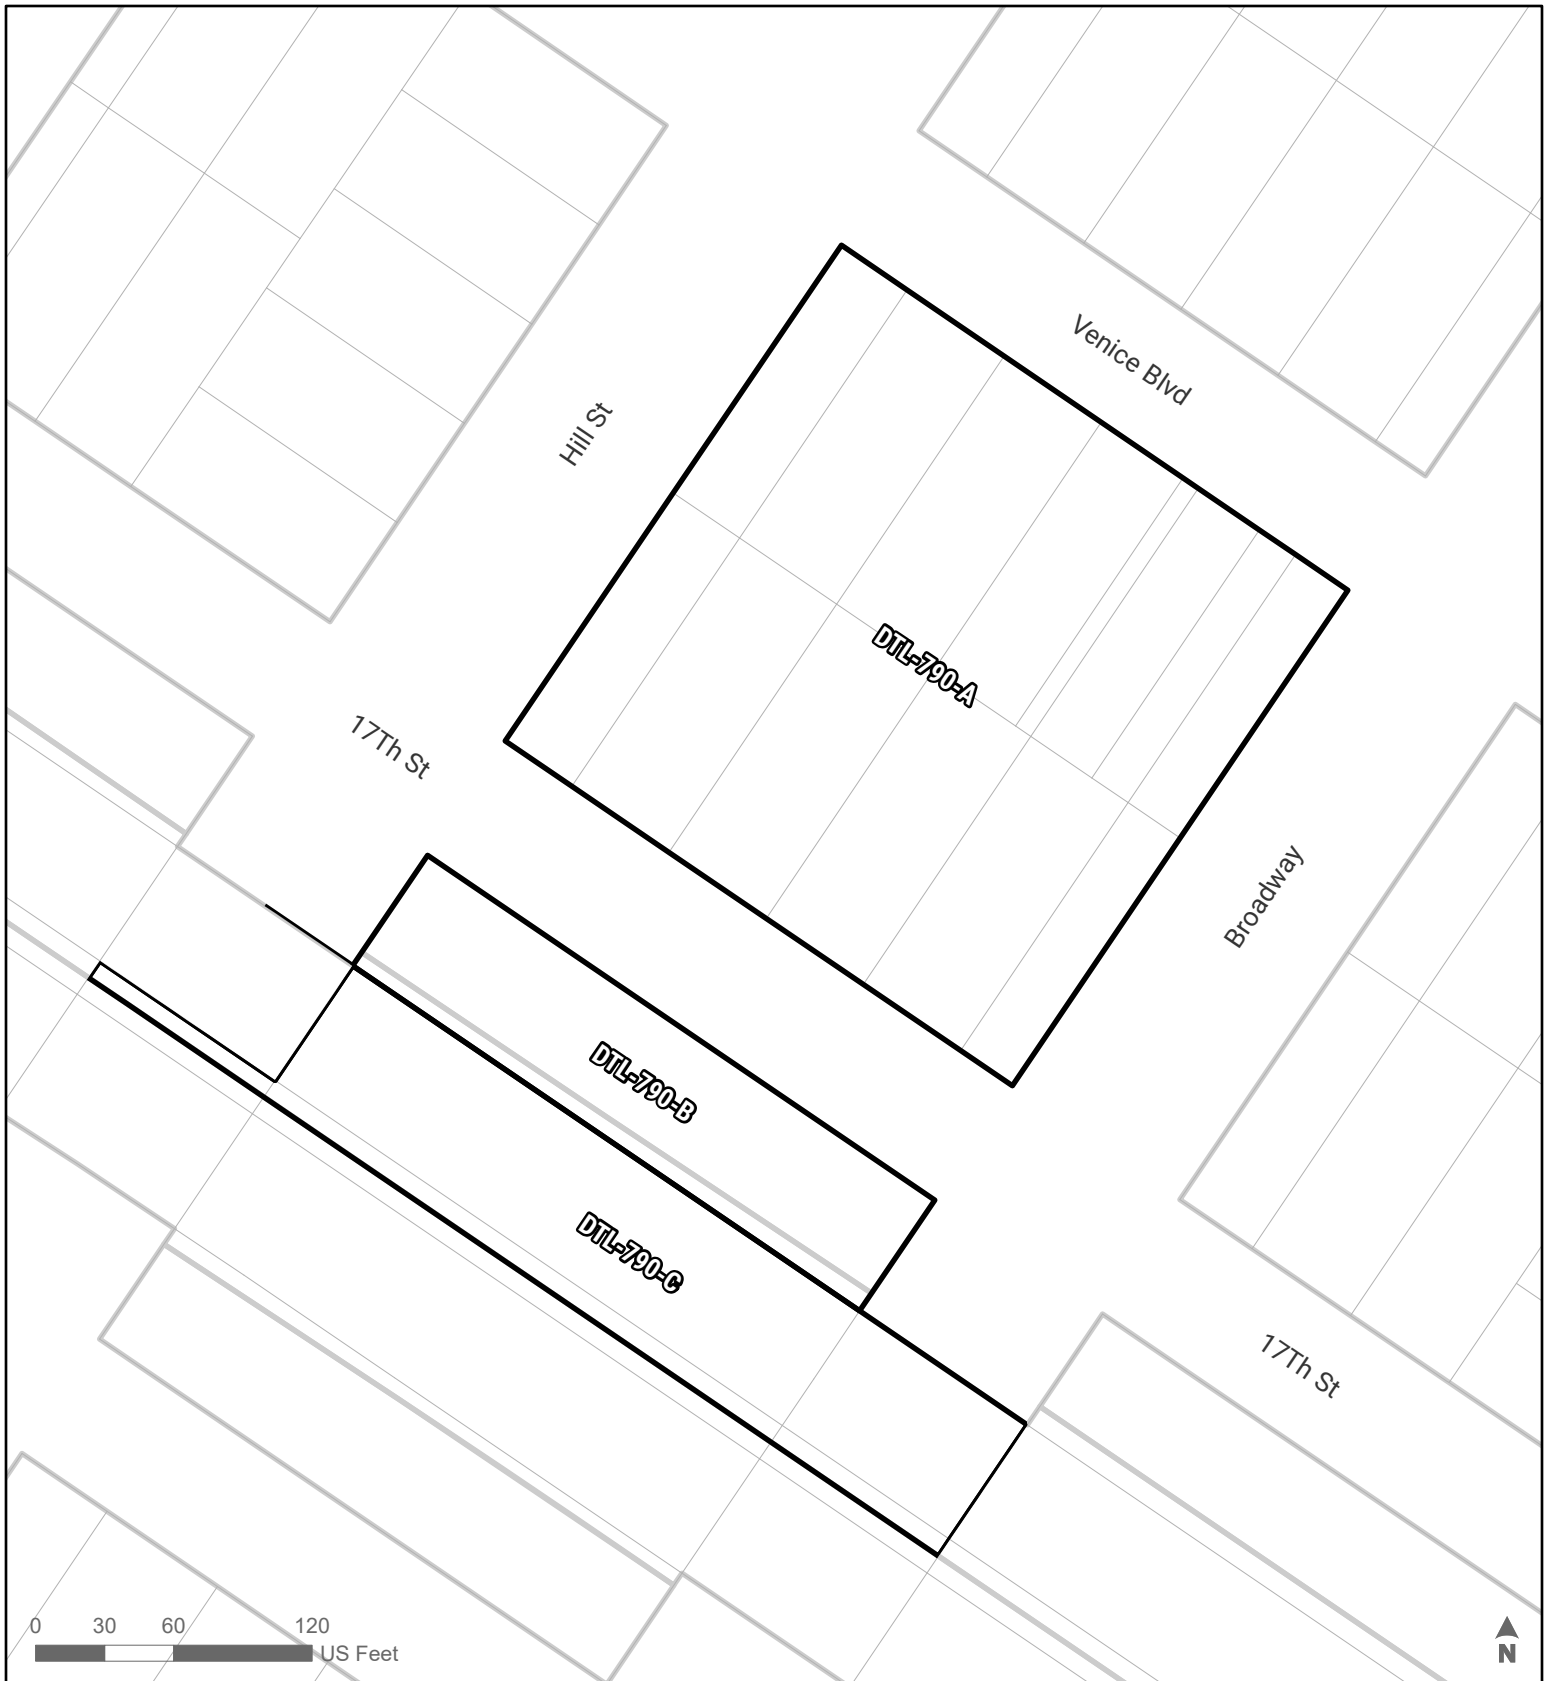 Venice Blvd
Hill St
DTL-790-A
17Th St
Broadway
DTL-790-B
DTL-790-C
17Th St
0 30 60 120
US Feet
N